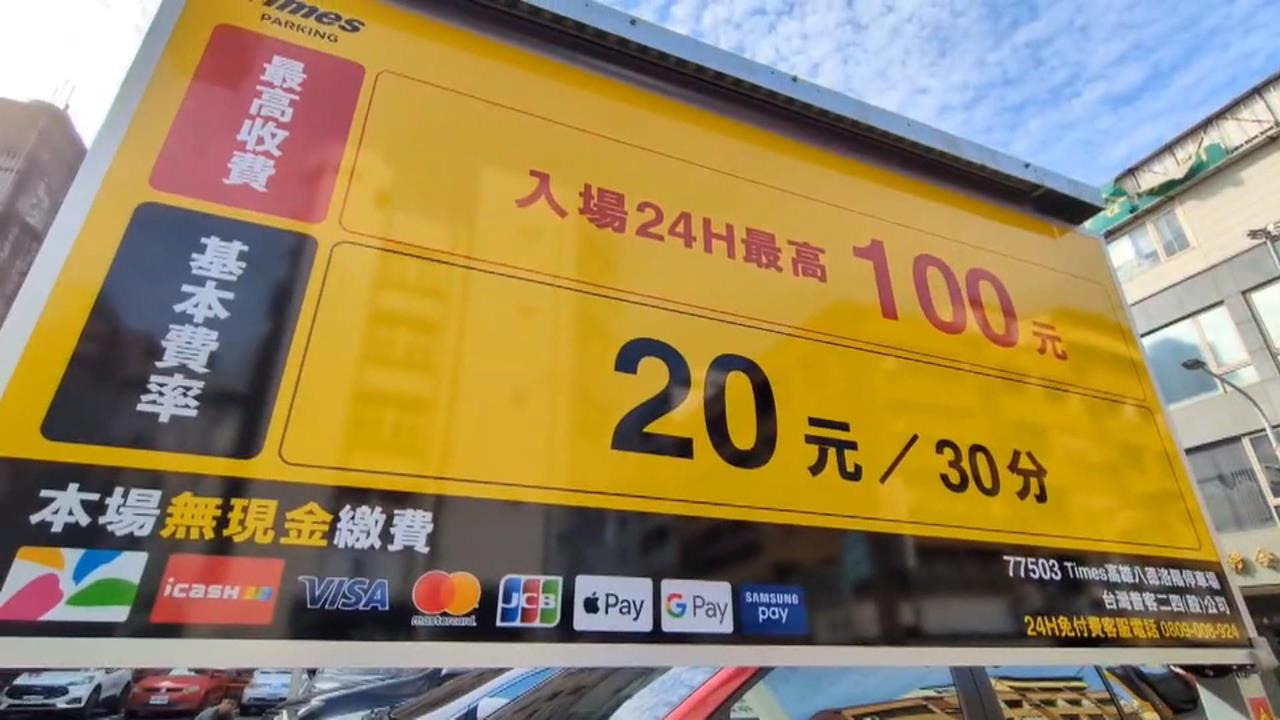 Times
PARKING
最高收費
入場24H最高 100 元
基本費率
20 元／30分
本場無現金繳費
icash 2.0
VISA
mastercard.
JCB
Pay
G Pay
SAMSUNG
pay
77503 Times高雄八德洛陽停車場
台灣普客二四(股)公司
24H免付費客服電話 0809-008-924